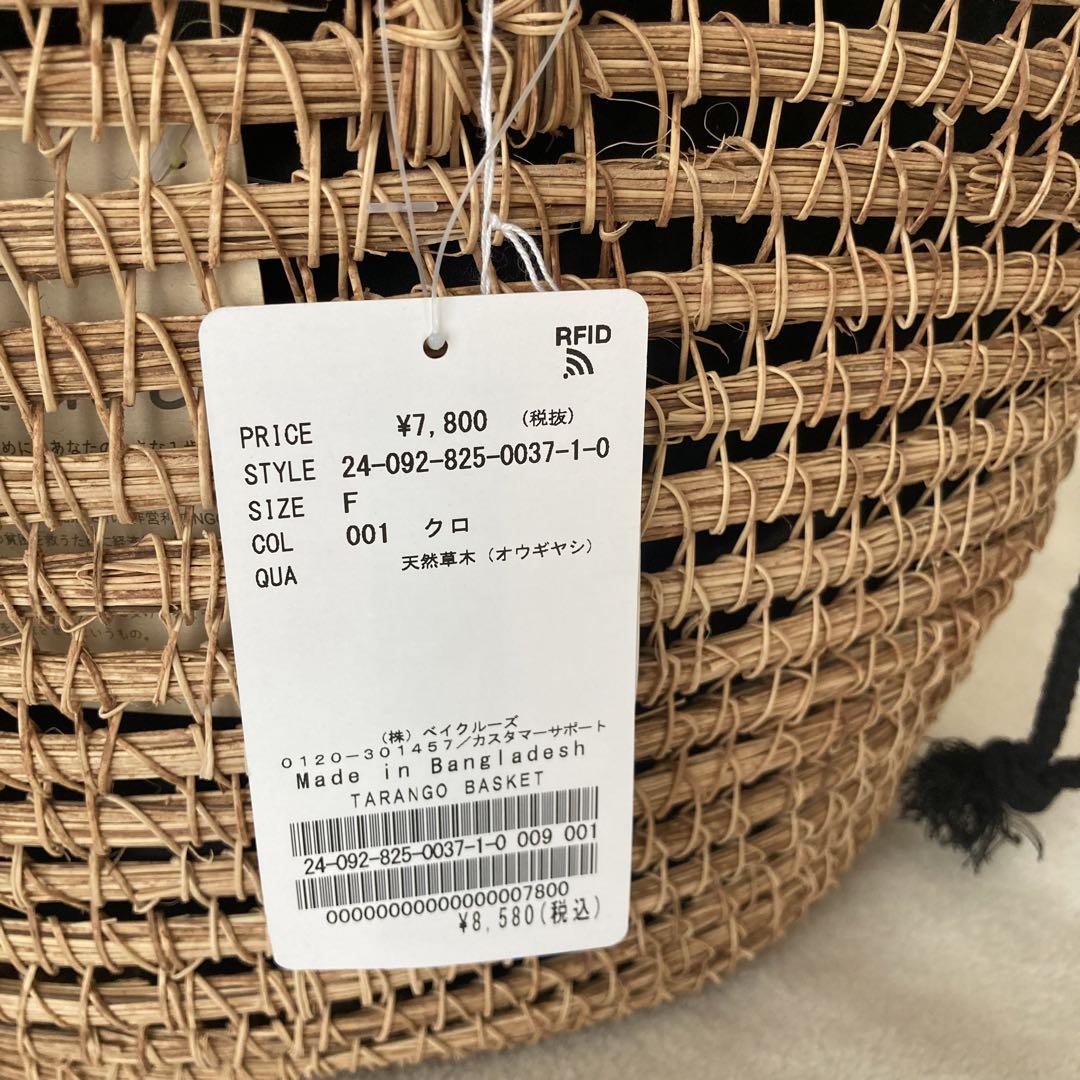 RFID
PRICE ¥7,800 (税抜)
STYLE 24-092-825-0037-1-0
SIZE F
COL 001 クロ
QUA 天然草木(オウギヤシ)
(株)ベイクルーズ
0120-301457/カスタマーサポート
Made in Bangladesh
TARANGO BASKET
24-092-825-0037-1-0 009 001
00000000000000007800
¥8,580(税込)